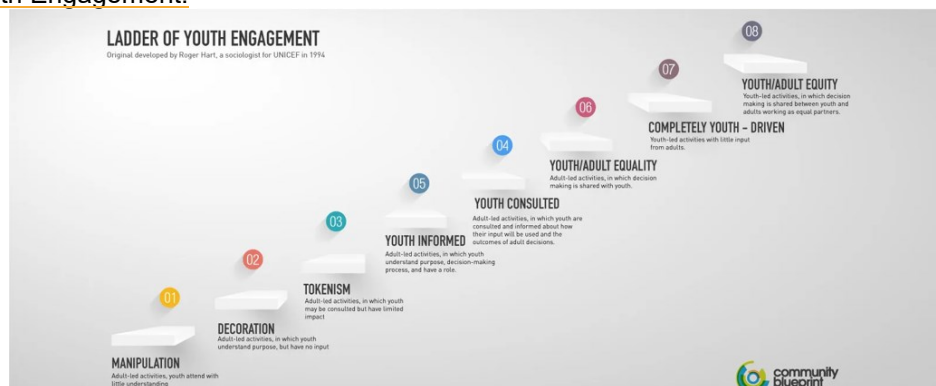 th Engagement.
LADDER OF YOUTH ENGAGEMENT
Original developed by Roger Hart, a sociologist for UNICEF in 1994
01
MANIPULATION
Adult-led activities, youth attend with
little understanding
02
DECORATION
Adult-led activities, in which youth
understand purpose, but have no input
03
TOKENISM
Adult-led activities, in which youth
may be consulted but have limited
impact
05
YOUTH INFORMED
Adult-led activities, in which youth
understand purpose, decision-making
process, and have a role.
04
YOUTH CONSULTED
Adult-led activities, in which youth are
consulted and informed about how
their input will be used and the
outcomes of adult decisions.
06
YOUTH/ADULT EQUALITY
Adult-led activities, in which decision
making is shared with youth.
07
COMPLETELY YOUTH - DRIVEN
Youth-led activities with little input
from adults.
08
YOUTH/ADULT EQUITY
Youth-led activities, in which decision
making is shared between youth and
adults working as equal partners.
community
blueprint